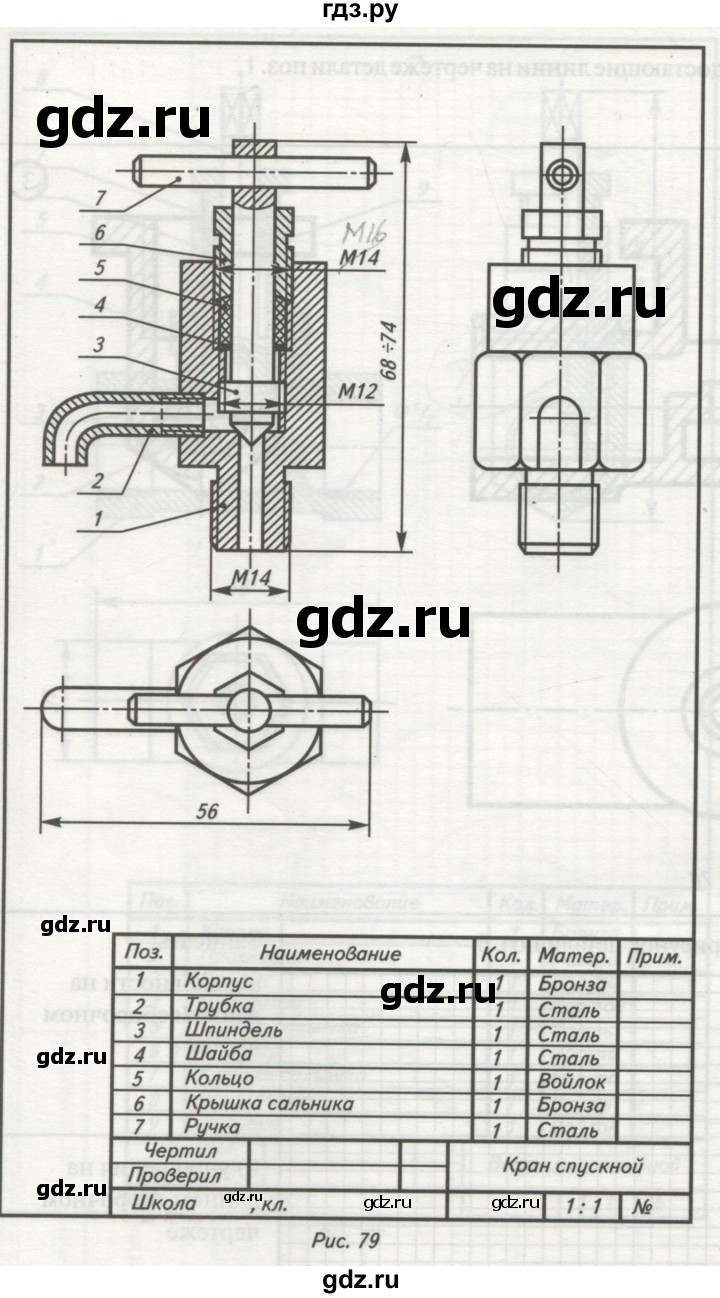 гдз.ру
gdz.ru
7
6
5
4
3
2
1
М16
М14
М12
68÷74
gdz.ru
М14
gdz.ru
56
gdz.ru
Поз. Наименование Кол. Матер. Прим.
1 Корпус 1 Бронза
gdz.ru
2 Трубка 1 Сталь
3 Шпиндель 1 Сталь
4 Шайба 1 Сталь
gdz.ru
5 Кольцо 1 Войлок
6 Крышка сальника 1 Бронза
7 Ручка 1 Сталь
Чертил
Проверил
Кран спускной
gdz.ru
Школа , кл. 1:1 №
gdz.ru
gdz.ru
gdz.ru
Рис. 79
gdz.ru